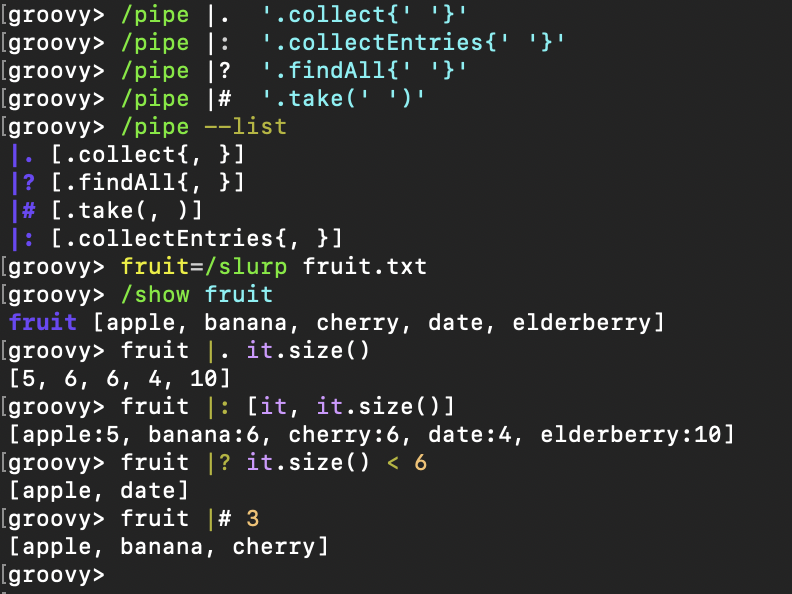 [groovy> /pipe |.  '.collect{' '}'
[groovy> /pipe |:  '.collectEntries{' '}'
[groovy> /pipe |?  '.findAll{' '}'
[groovy> /pipe |#  '.take(' ')'
[groovy> /pipe --list
|. [.collect{, }]
|? [.findAll{, }]
|# [.take(, )]
|: [.collectEntries{, }]
[groovy> fruit=/slurp fruit.txt
[groovy> /show fruit
fruit [apple, banana, cherry, date, elderberry]
[groovy> fruit |. it.size()
[5, 6, 6, 4, 10]
[groovy> fruit |: [it, it.size()]
[apple:5, banana:6, cherry:6, date:4, elderberry:10]
[groovy> fruit |? it.size() < 6
[apple, date]
[groovy> fruit |# 3
[apple, banana, cherry]
[groovy>